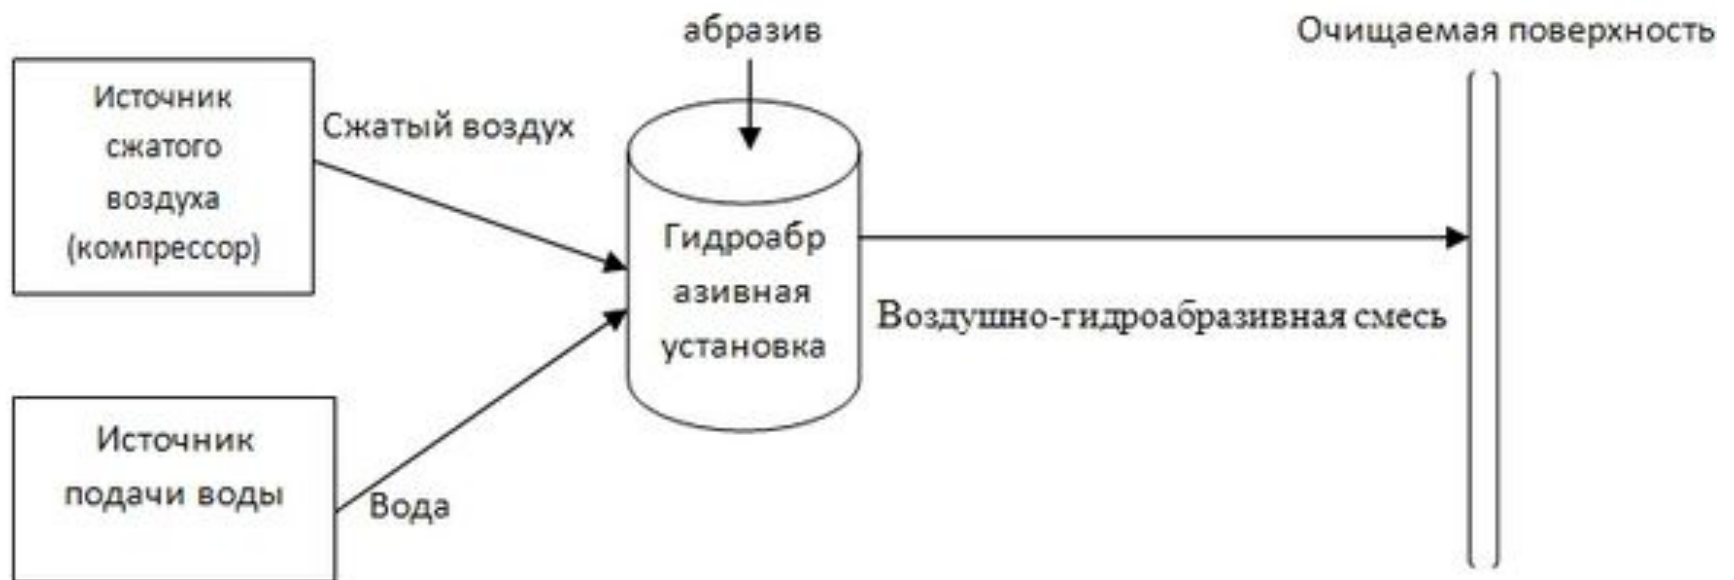 абразив
Очищаемая поверхность
Источник
сжатого
воздуха
(компрессор)
Сжатый воздух
Гидроабр
азивная
установка
Воздушно-гидроабразивная смесь
Источник
подачи воды
Вода